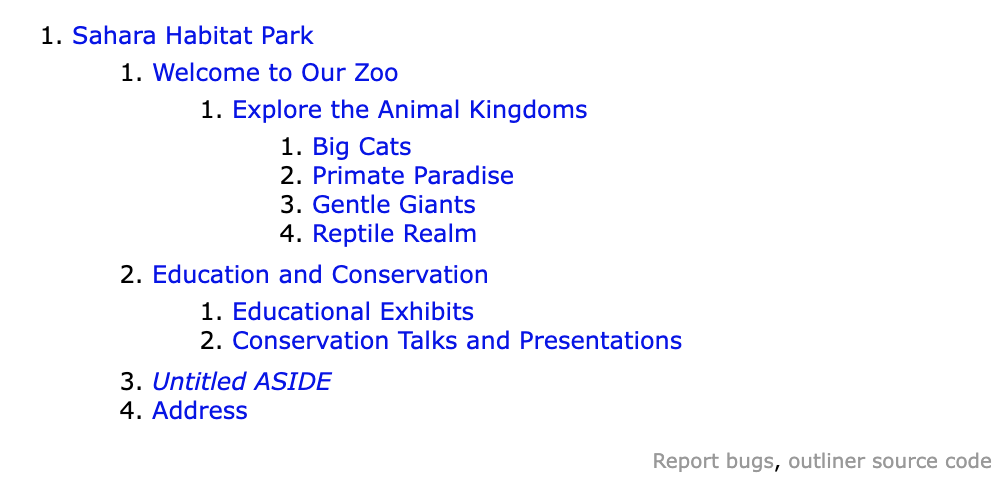 1. Sahara Habitat Park
1. Welcome to Our Zoo
1. Explore the Animal Kingdoms
1. Big Cats
2. Primate Paradise
3. Gentle Giants
4. Reptile Realm
2. Education and Conservation
1. Educational Exhibits
2. Conservation Talks and Presentations
3. Untitled ASIDE
4. Address
Report bugs, outliner source code